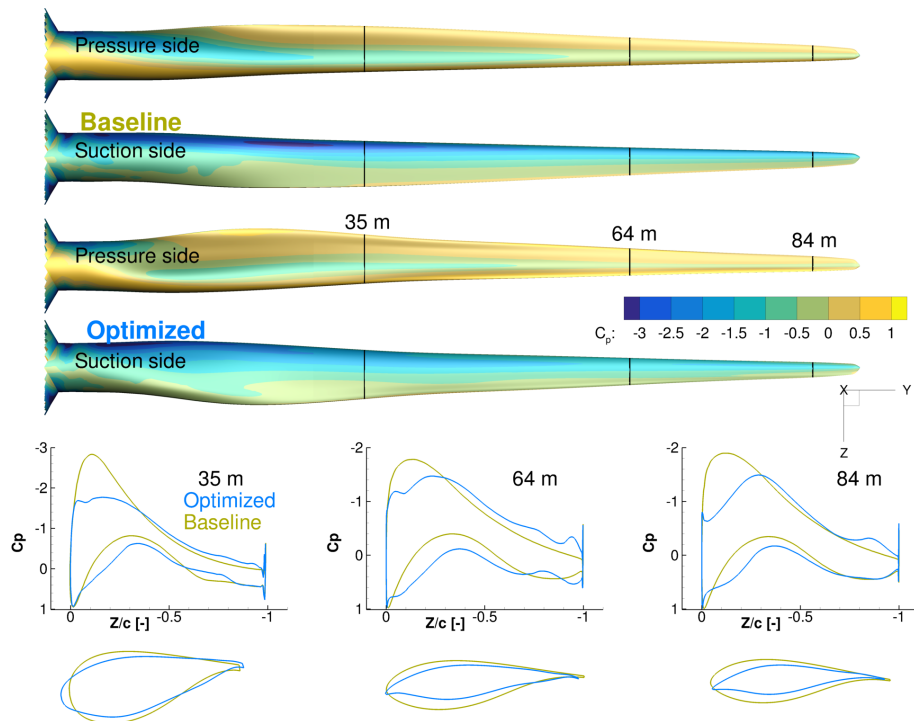 Pressure side
Baseline
Suction side
35 m
64 m
84 m
Pressure side
Optimized
Suction side
Cp: -3 -2.5 -2 -1.5 -1 -0.5 0 0.5 1
X Y
Z
-3
-2
-1
0
1
Cp
35 m
Optimized
Baseline
0 -0.5 -1
Z/c [-]
-2
-1
0
1
Cp
64 m
0 -0.5 -1
Z/c [-]
-2
-1
0
1
Cp
84 m
0 -0.5 -1
Z/c [-]